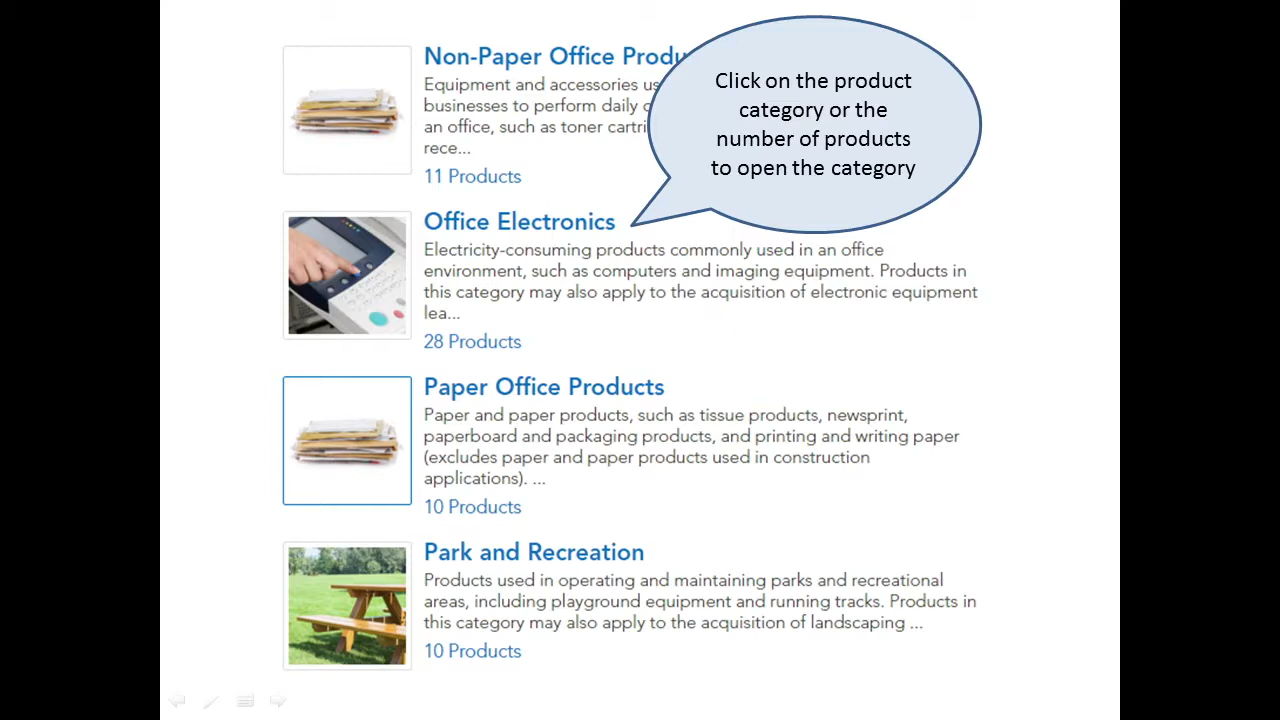 Non-Paper Office Produ
Equipment and accessories us
businesses to perform daily
an office, such as toner
rece...
11 Products
Click on the product
category or the
number of products
to open the category
Office Electronics
Electricity-consuming products commonly used in an office
environment, such as computers and imaging equipment. Products in
this category may also apply to the acquisition of electronic equipment
lea...
28 Products
Paper Office Products
Paper and paper products, such as tissue products, newsprint,
paperboard and packaging products, and printing and writing paper
(excludes paper and paper products used in construction
applications). ...
10 Products
Park and Recreation
Products used in operating and maintaining parks and recreational
areas, including playground equipment and running tracks. Products in
this category may also apply to the acquisition of landscaping ...
10 Products